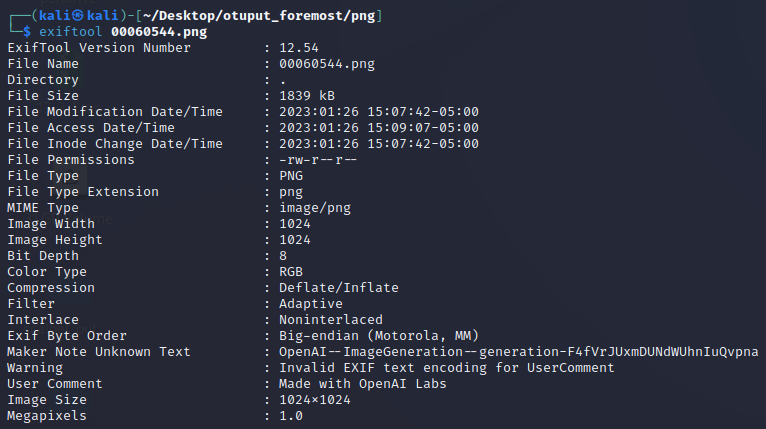 ┌──(kali㉿kali)-[~/Desktop/otuput_foremost/png]
└─$ exiftool 00060544.png
ExifTool Version Number         : 12.54
File Name                       : 00060544.png
Directory                       : .
File Size                       : 1839 kB
File Modification Date/Time     : 2023:01:26 15:07:42-05:00
File Access Date/Time           : 2023:01:26 15:09:07-05:00
File Inode Change Date/Time     : 2023:01:26 15:07:42-05:00
File Permissions                : -rw-r--r--
File Type                       : PNG
File Type Extension             : png
MIME Type                       : image/png
Image Width                     : 1024
Image Height                    : 1024
Bit Depth                       : 8
Color Type                      : RGB
Compression                     : Deflate/Inflate
Filter                          : Adaptive
Interlace                       : Noninterlaced
Exif Byte Order                 : Big-endian (Motorola, MM)
Maker Note Unknown Text         : OpenAI--ImageGeneration--generation-F4fVrJUxmDUNdWUhnIuQvpna
Warning                         : Invalid EXIF text encoding for UserComment
User Comment                    : Made with OpenAI Labs
Image Size                      : 1024×1024
Megapixels                      : 1.0